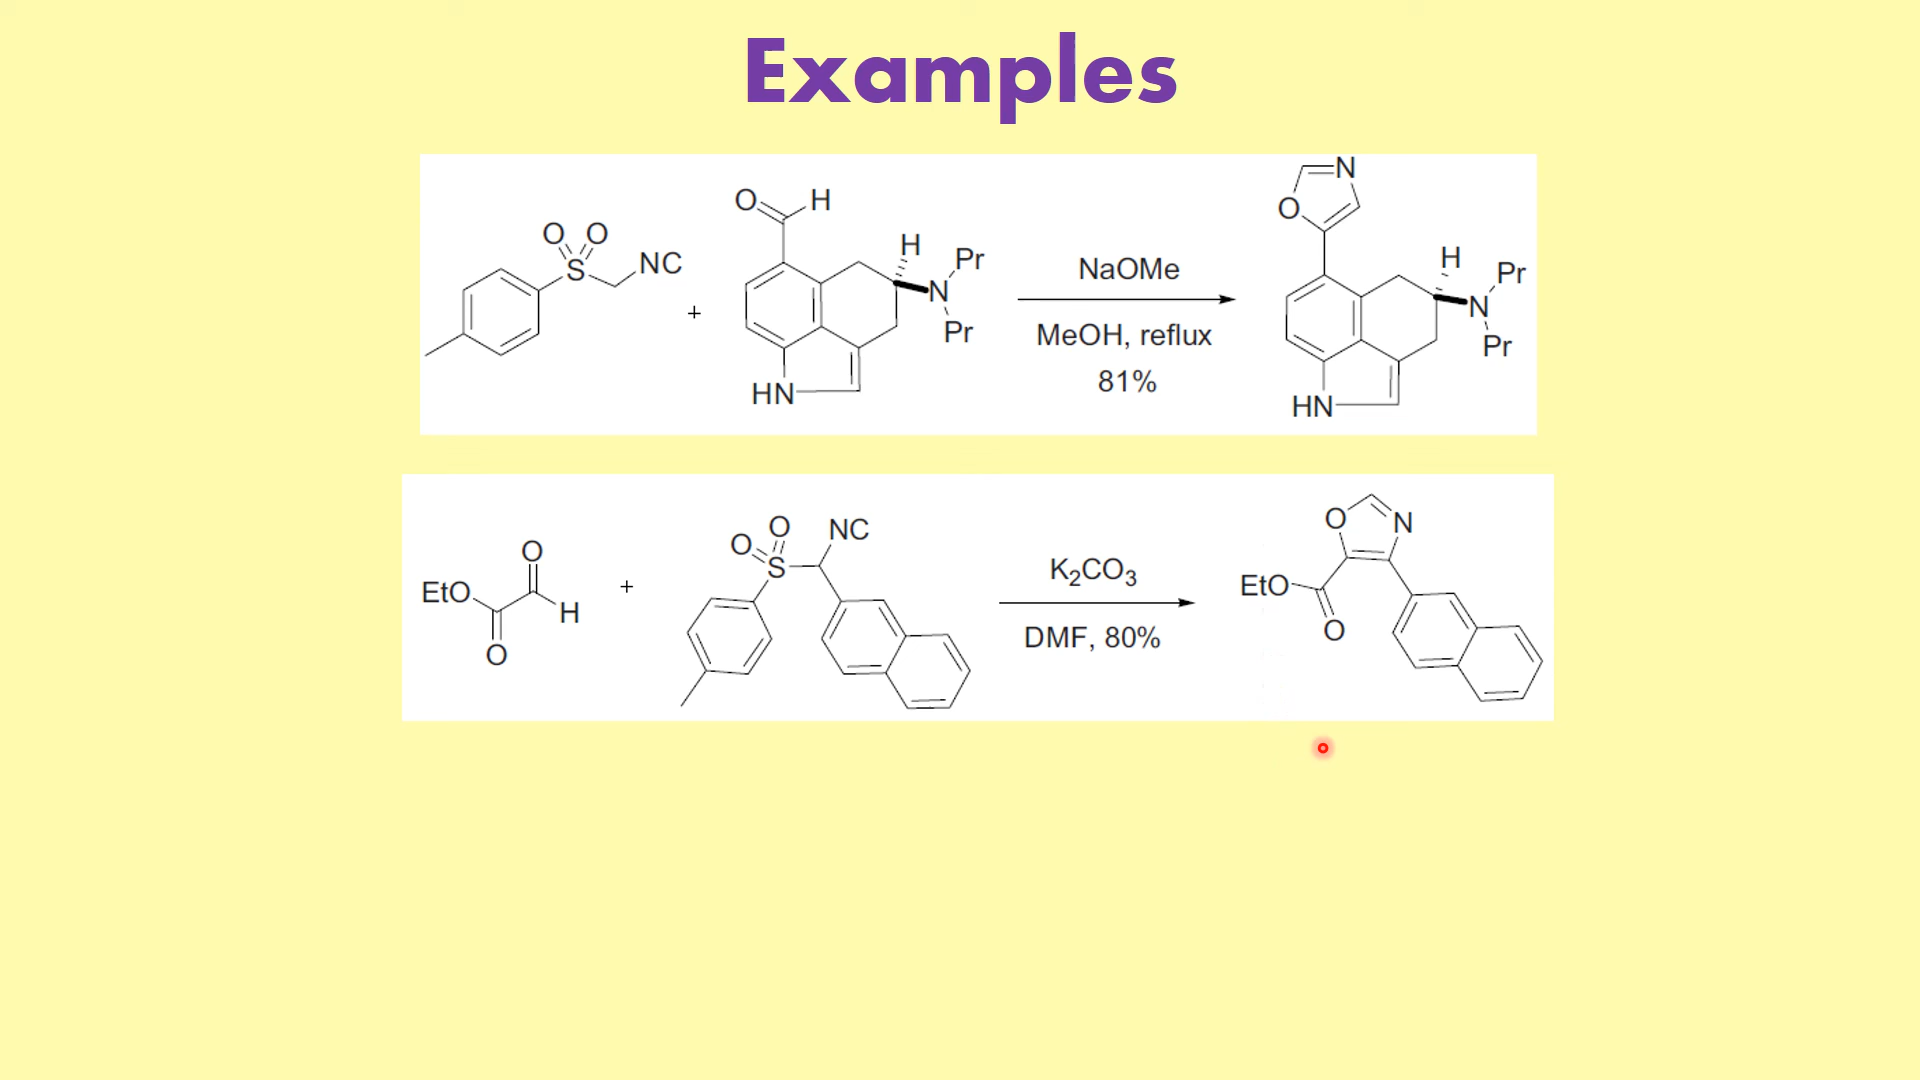 Examples
O O
S
NC
+
O H
H
N
Pr
Pr
HN
NaOMe
MeOH, reflux
81%
N
O
H
N
Pr
Pr
HN
EtO
O
H
O
+
O
O
S
NC
K2CO3
DMF, 80%
O
N
EtO
O